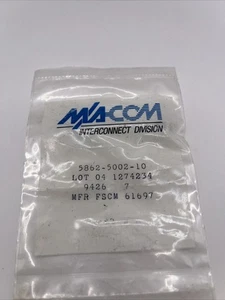 M/A-COM
INTERCONNECT DIVISION
5862-5002-10
LOT 04 1274234
9426 7
MFR FSCM 61697